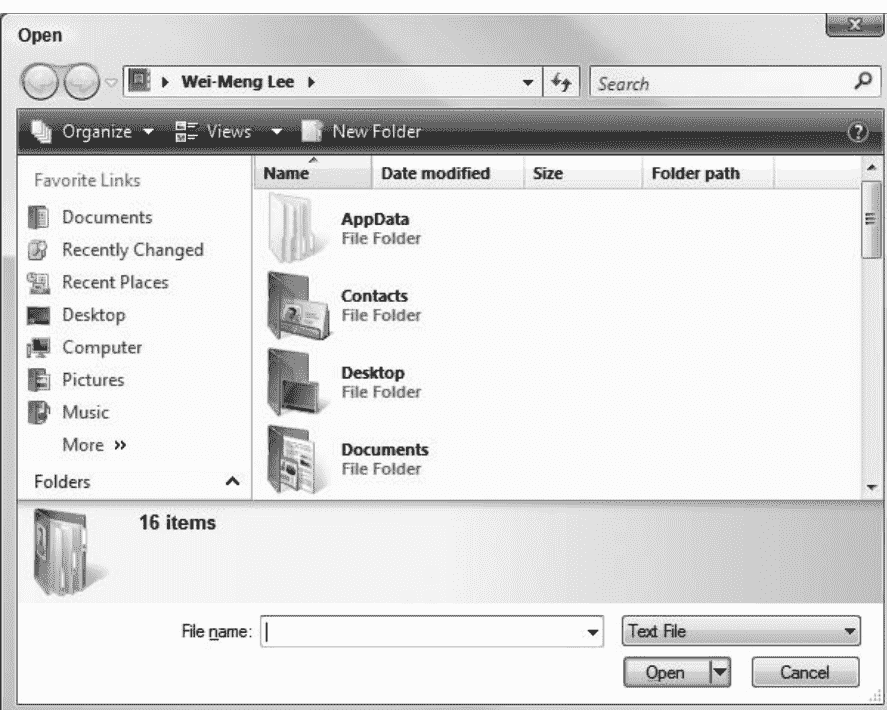 Open
Wei-Meng Lee
Search
Organize Views New Folder
Favorite Links
Documents
Recently Changed
Recent Places
Desktop
Computer
Pictures
Music
More »
Folders
Name Date modified Size Folder path
AppData
File Folder
Contacts
File Folder
Desktop
File Folder
Documents
File Folder
16 items
File name:
Text File
Open Cancel